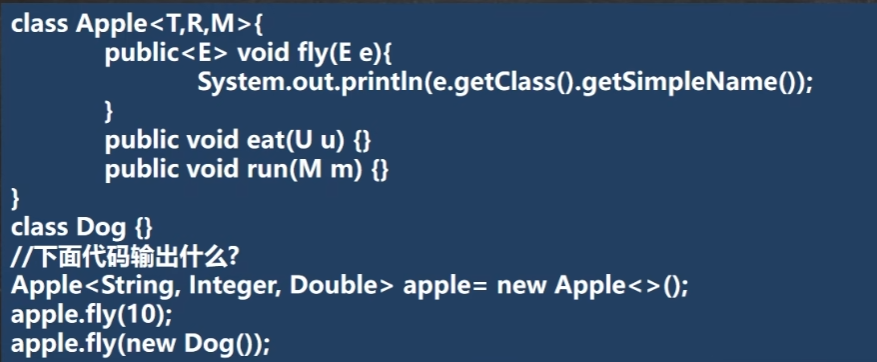 class Apple<T,R,M>{
public<E> void fly(E e){
System.out.println(e.getClass().getSimpleName());
}
public void eat(U u) {}
public void run(M m) {}
}
class Dog {}
//下面代码输出什么?
Apple<String, Integer, Double> apple= new Apple<>();
apple.fly(10);
apple.fly(new Dog());